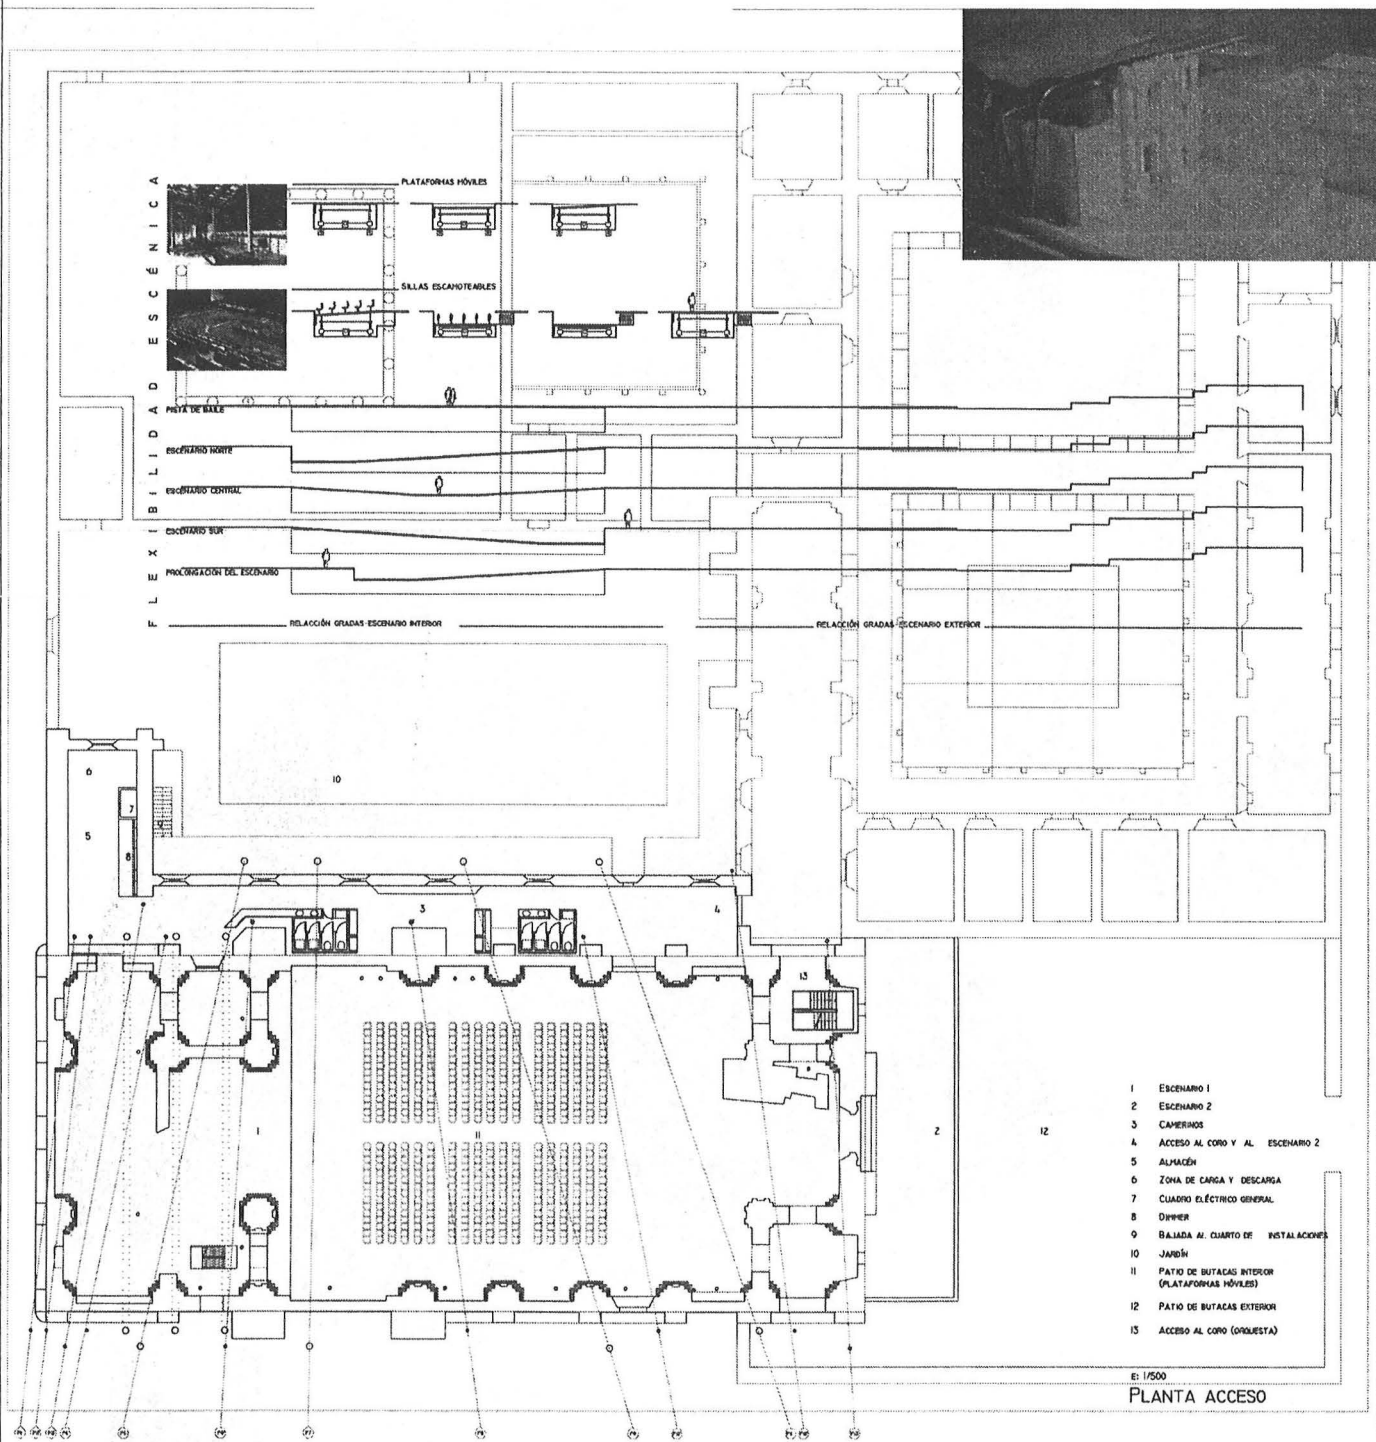 FLEXIBILIDAD ESCÉNICA
PLATAFORMAS MÓVILES
SILLAS ESCAMOTEABLES
PISTA DE BAILE
ESCENARIO NORTE
ESCENARIO CENTRAL
ESCENARIO SUR
PROLONGACIÓN DEL ESCENARIO
RELACCIÓN GRADAS-ESCENARIO INTERIOR
RELACCIÓN GRADAS-ESCENARIO EXTERIOR
6
10
7
5
9
8
3
4
13
1
11
2
12
1 ESCENARIO 1
2 ESCENARIO 2
3 CAMERINOS
4 ACCESO AL CORO Y AL ESCENARIO 2
5 ALMACÉN
6 ZONA DE CARGA Y DESCARGA
7 CUADRO ELÉCTRICO GENERAL
8 DIMMER
9 BAJADA AL CUARTO DE INSTALACIONES
10 JARDÍN
11 PATIO DE BUTACAS INTERIOR
(PLATAFORMAS MÓVILES)
12 PATIO DE BUTACAS EXTERIOR
13 ACCESO AL CORO (ORQUESTA)
E: 1/500
PLANTA ACCESO